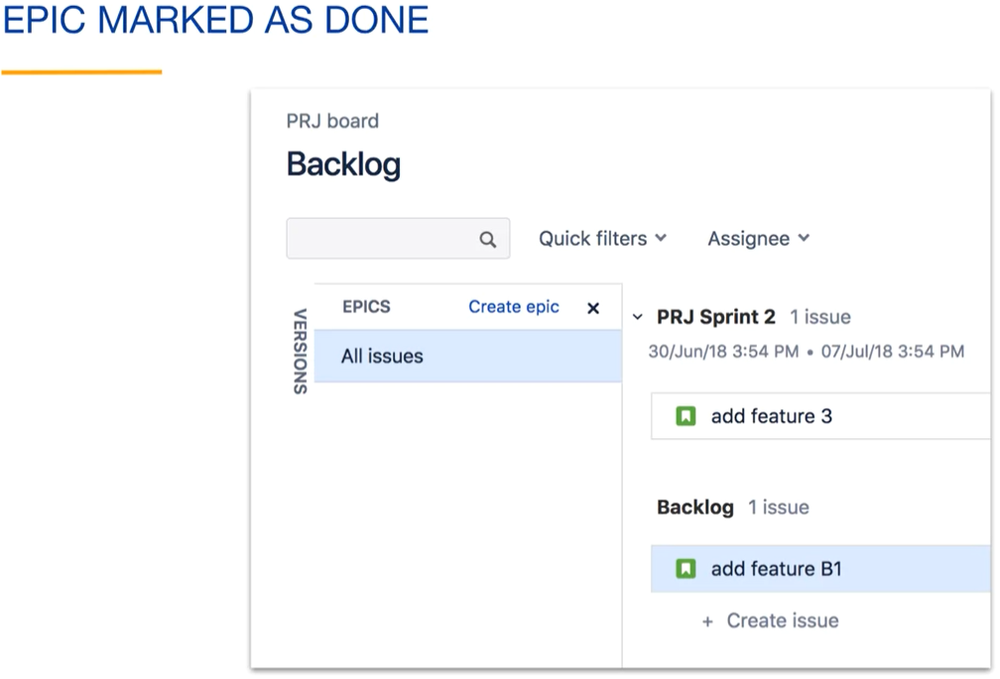 EPIC MARKED AS DONE
PRJ board
Backlog
Quick filters Assignee
VERSIONS
EPICS Create epic
All issues
PRJ Sprint 2 1 issue
30/Jun/18 3:54 PM • 07/Jul/18 3:54 PM
add feature 3
Backlog 1 issue
add feature B1
+ Create issue